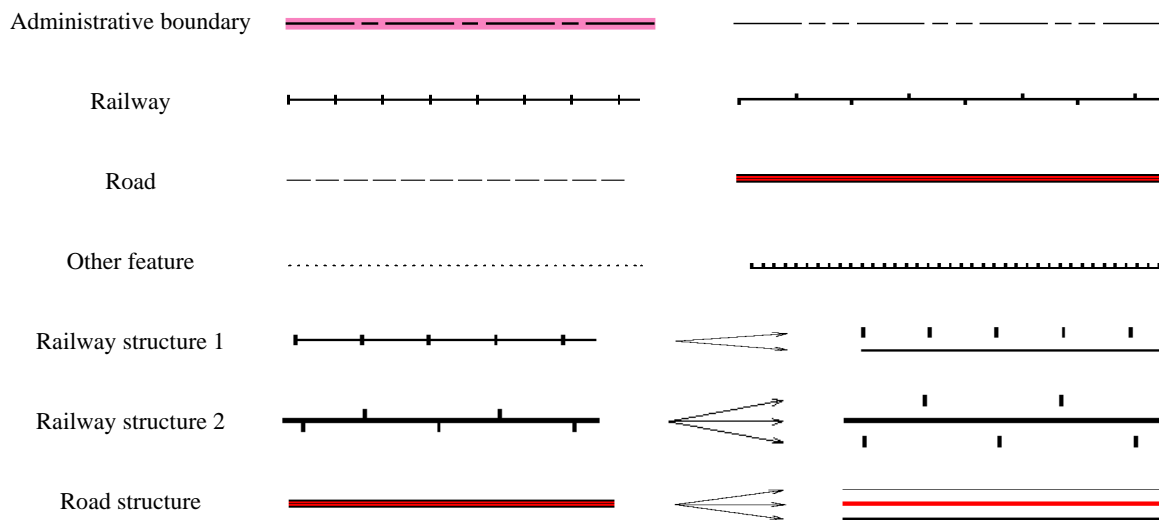 Administrative boundary
Railway
Road
Other feature
Railway structure 1
Railway structure 2
Road structure